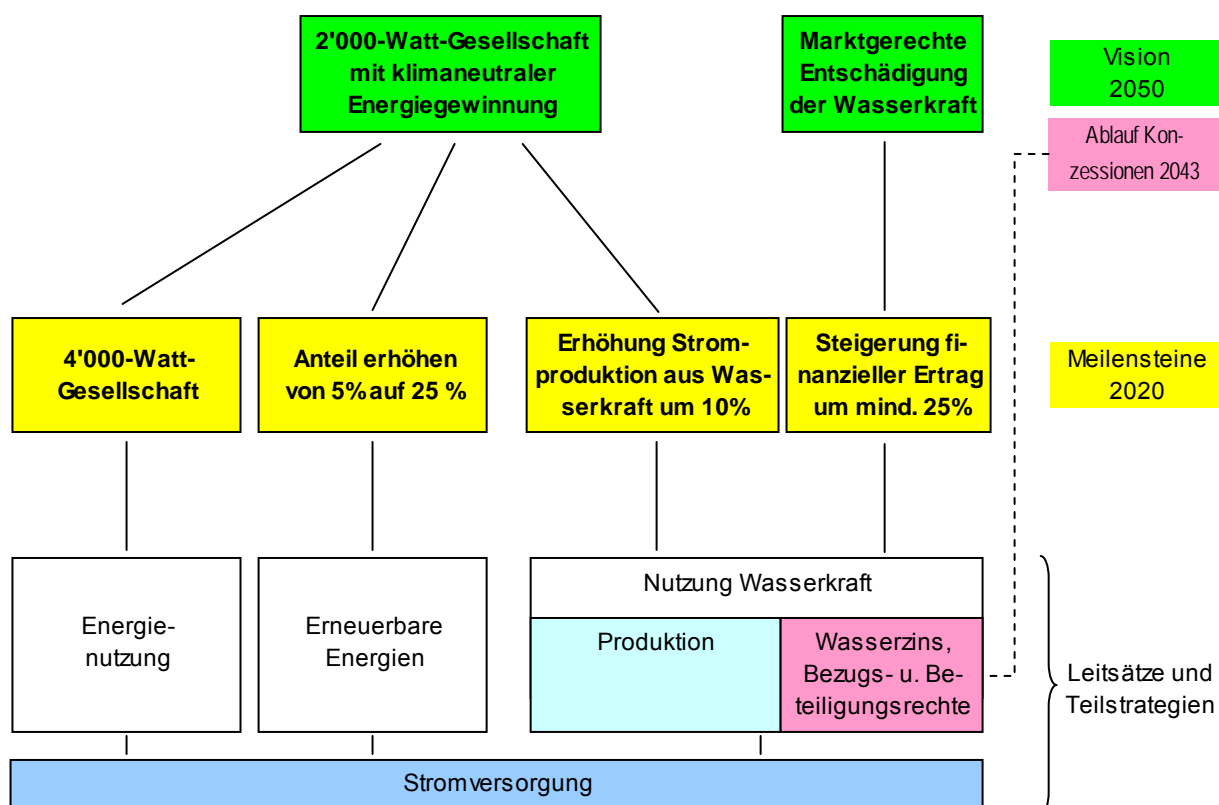 2'000-Watt-Gesellschaft
mit klimaneutraler
Energiegewinnung
Marktgerechte
Entschädigung
der Wasserkraft
Vision
2050
Ablauf Kon-
zessionen 2043
4'000-Watt-
Gesellschaft
Anteil erhöhen
von 5% auf 25 %
Erhöhung Strom-
produktion aus Was-
serkraft um 10%
Steigerung fi-
nanzieller Ertrag
um mind. 25%
Meilensteine
2020
Energie-
nutzung
Erneuerbare
Energien
Nutzung Wasserkraft
Produktion
Wasserzins,
Bezugs- u. Be-
teiligungsrechte
Leitsätze und
Teilstrategien
Stromversorgung